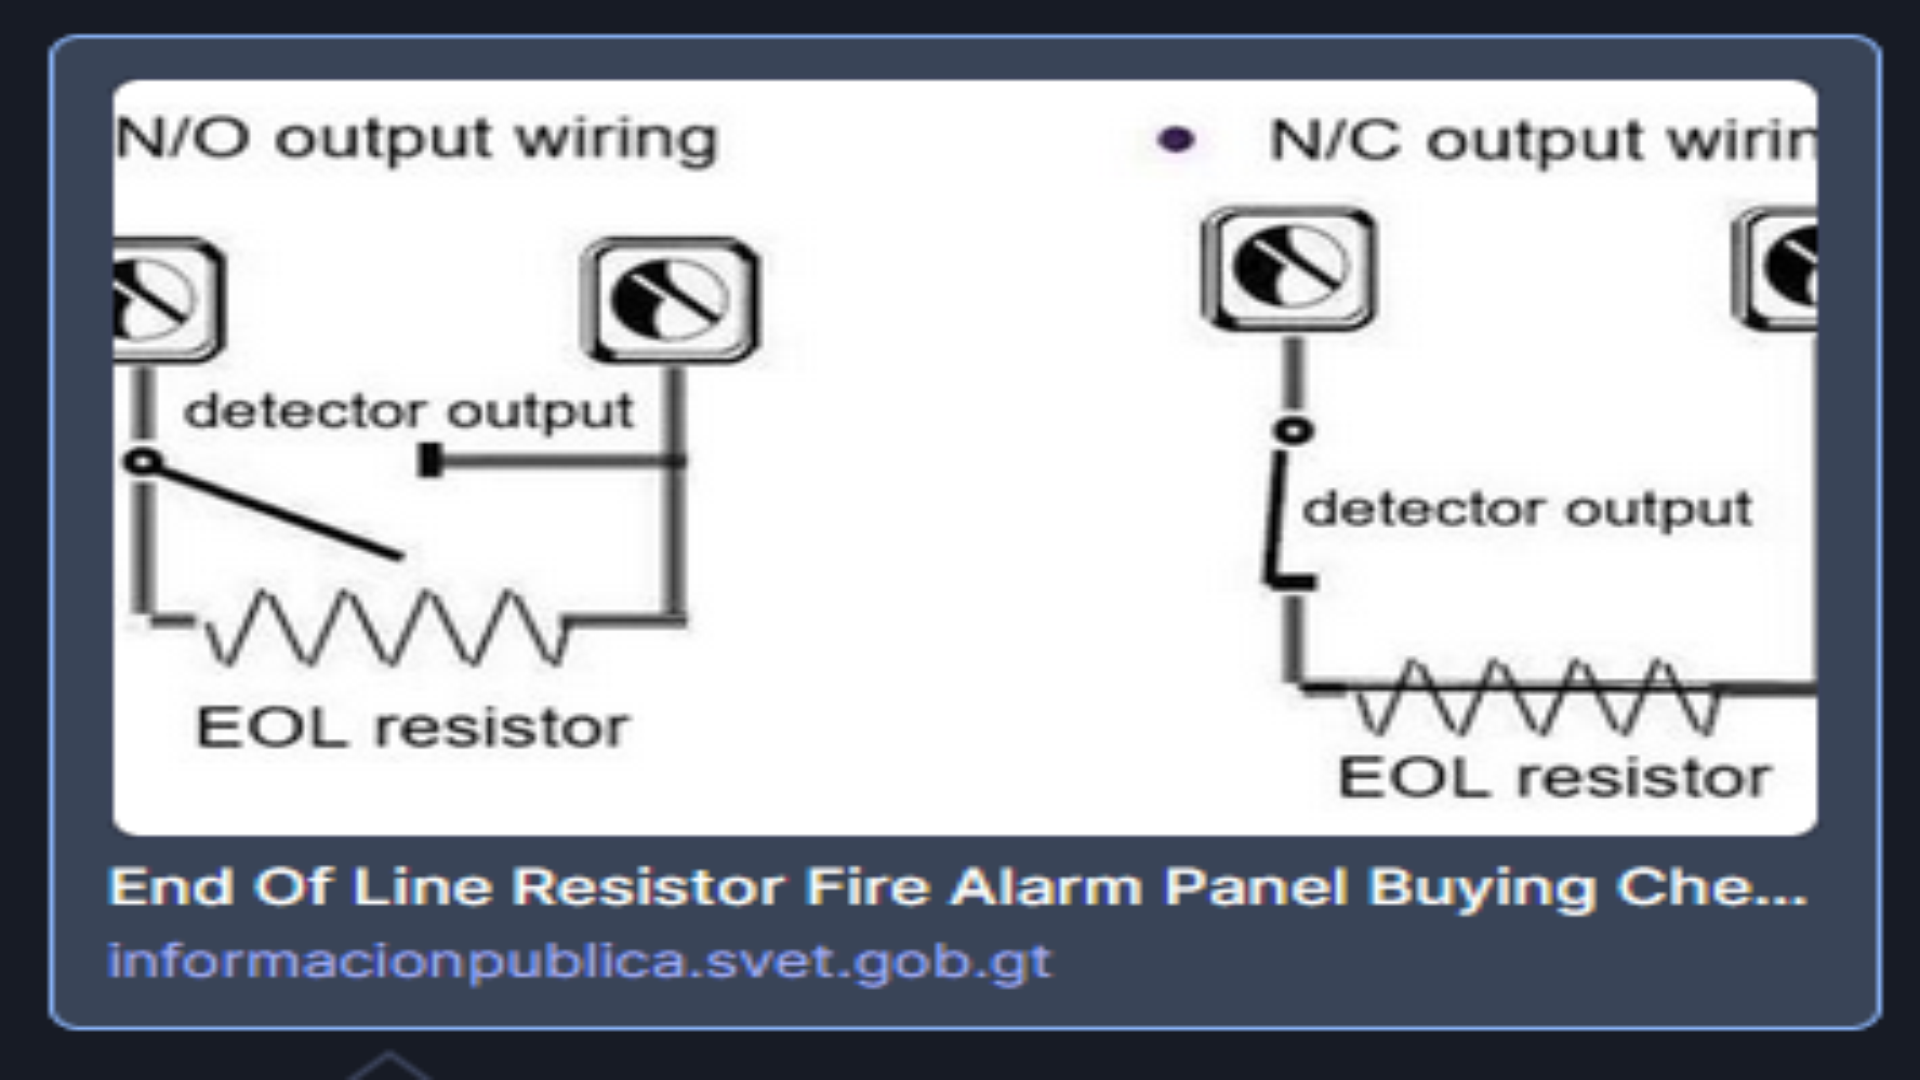 N/O output wiring
N/C output wirin
detector output
detector output
EOL resistor
EOL resistor
End Of Line Resistor Fire Alarm Panel Buying Che...
informacionpublica.svet.gob.gt